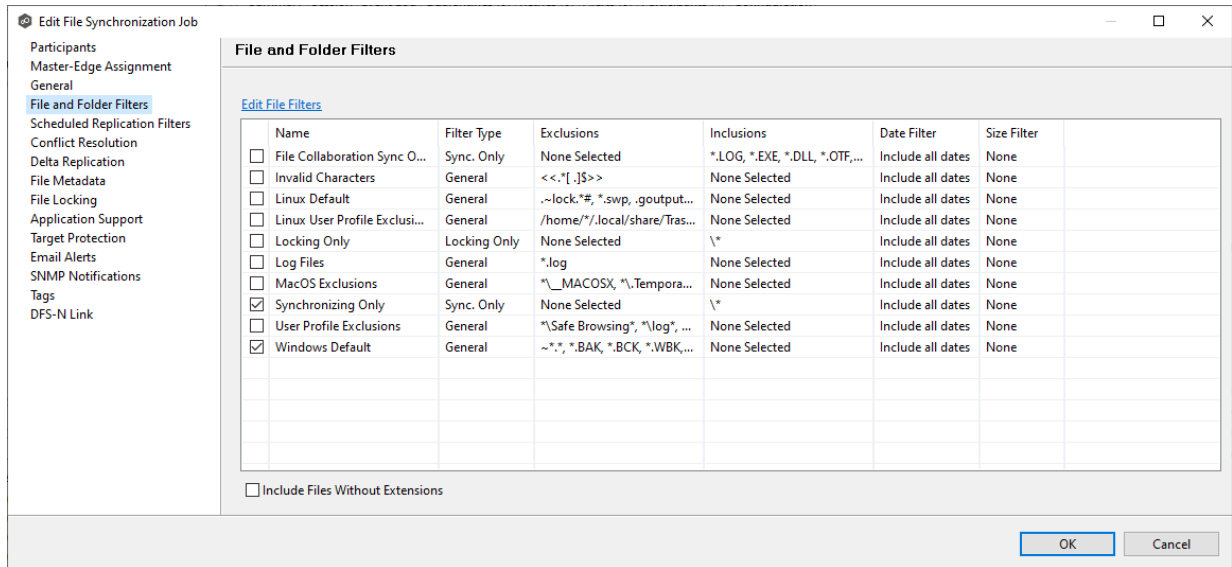 Edit File Synchronization Job
Participants
Master-Edge Assignment
General
File and Folder Filters
Scheduled Replication Filters
Conflict Resolution
Delta Replication
File Metadata
File Locking
Application Support
Target Protection
Email Alerts
SNMP Notifications
Tags
DFS-N Link
File and Folder Filters
Edit File Filters
Name Filter Type Exclusions Inclusions Date Filter Size Filter
File Collaboration Sync O... Sync. Only None Selected *.LOG, *.EXE, *.DLL, *.OTF,... Include all dates None
Invalid Characters General <<.*[ .]$>> None Selected Include all dates None
Linux Default General .~lock.*#, *.swp, .goutput... None Selected Include all dates None
Linux User Profile Exclusi... General /home/*/.local/share/Tras... None Selected Include all dates None
Locking Only Locking Only None Selected \* Include all dates None
Log Files General *.log None Selected Include all dates None
MacOS Exclusions General *\__MACOSX, *\.Tempora... None Selected Include all dates None
Synchronizing Only Sync. Only None Selected \* Include all dates None
User Profile Exclusions General *\Safe Browsing*, *\log*, ... None Selected Include all dates None
Windows Default General ~*.*, *.BAK, *.BCK, *.WBK,... None Selected Include all dates None
Include Files Without Extensions
OK Cancel